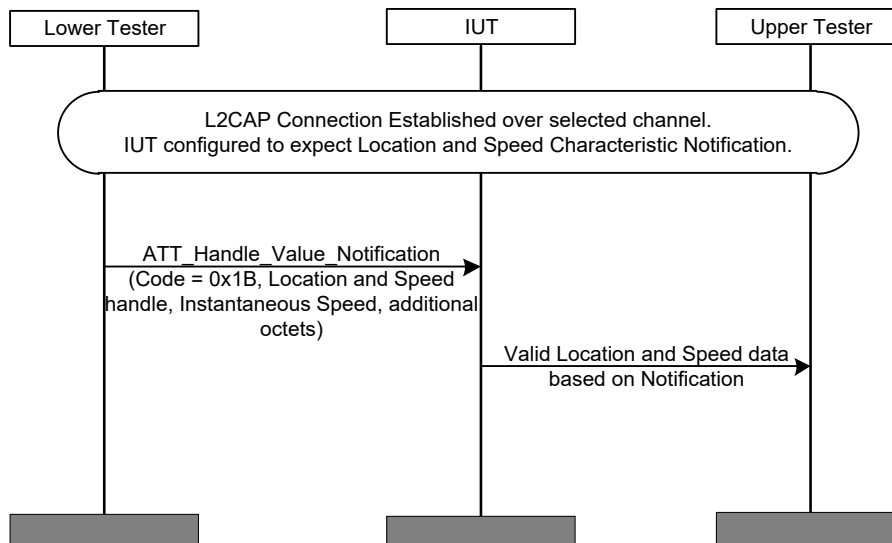 Lower Tester
IUT
Upper Tester
L2CAP Connection Established over selected channel.
IUT configured to expect Location and Speed Characteristic Notification.
ATT_Handle_Value_Notification
(Code = 0x1B, Location and Speed
handle, Instantaneous Speed, additional
octets)
Valid Location and Speed data
based on Notification